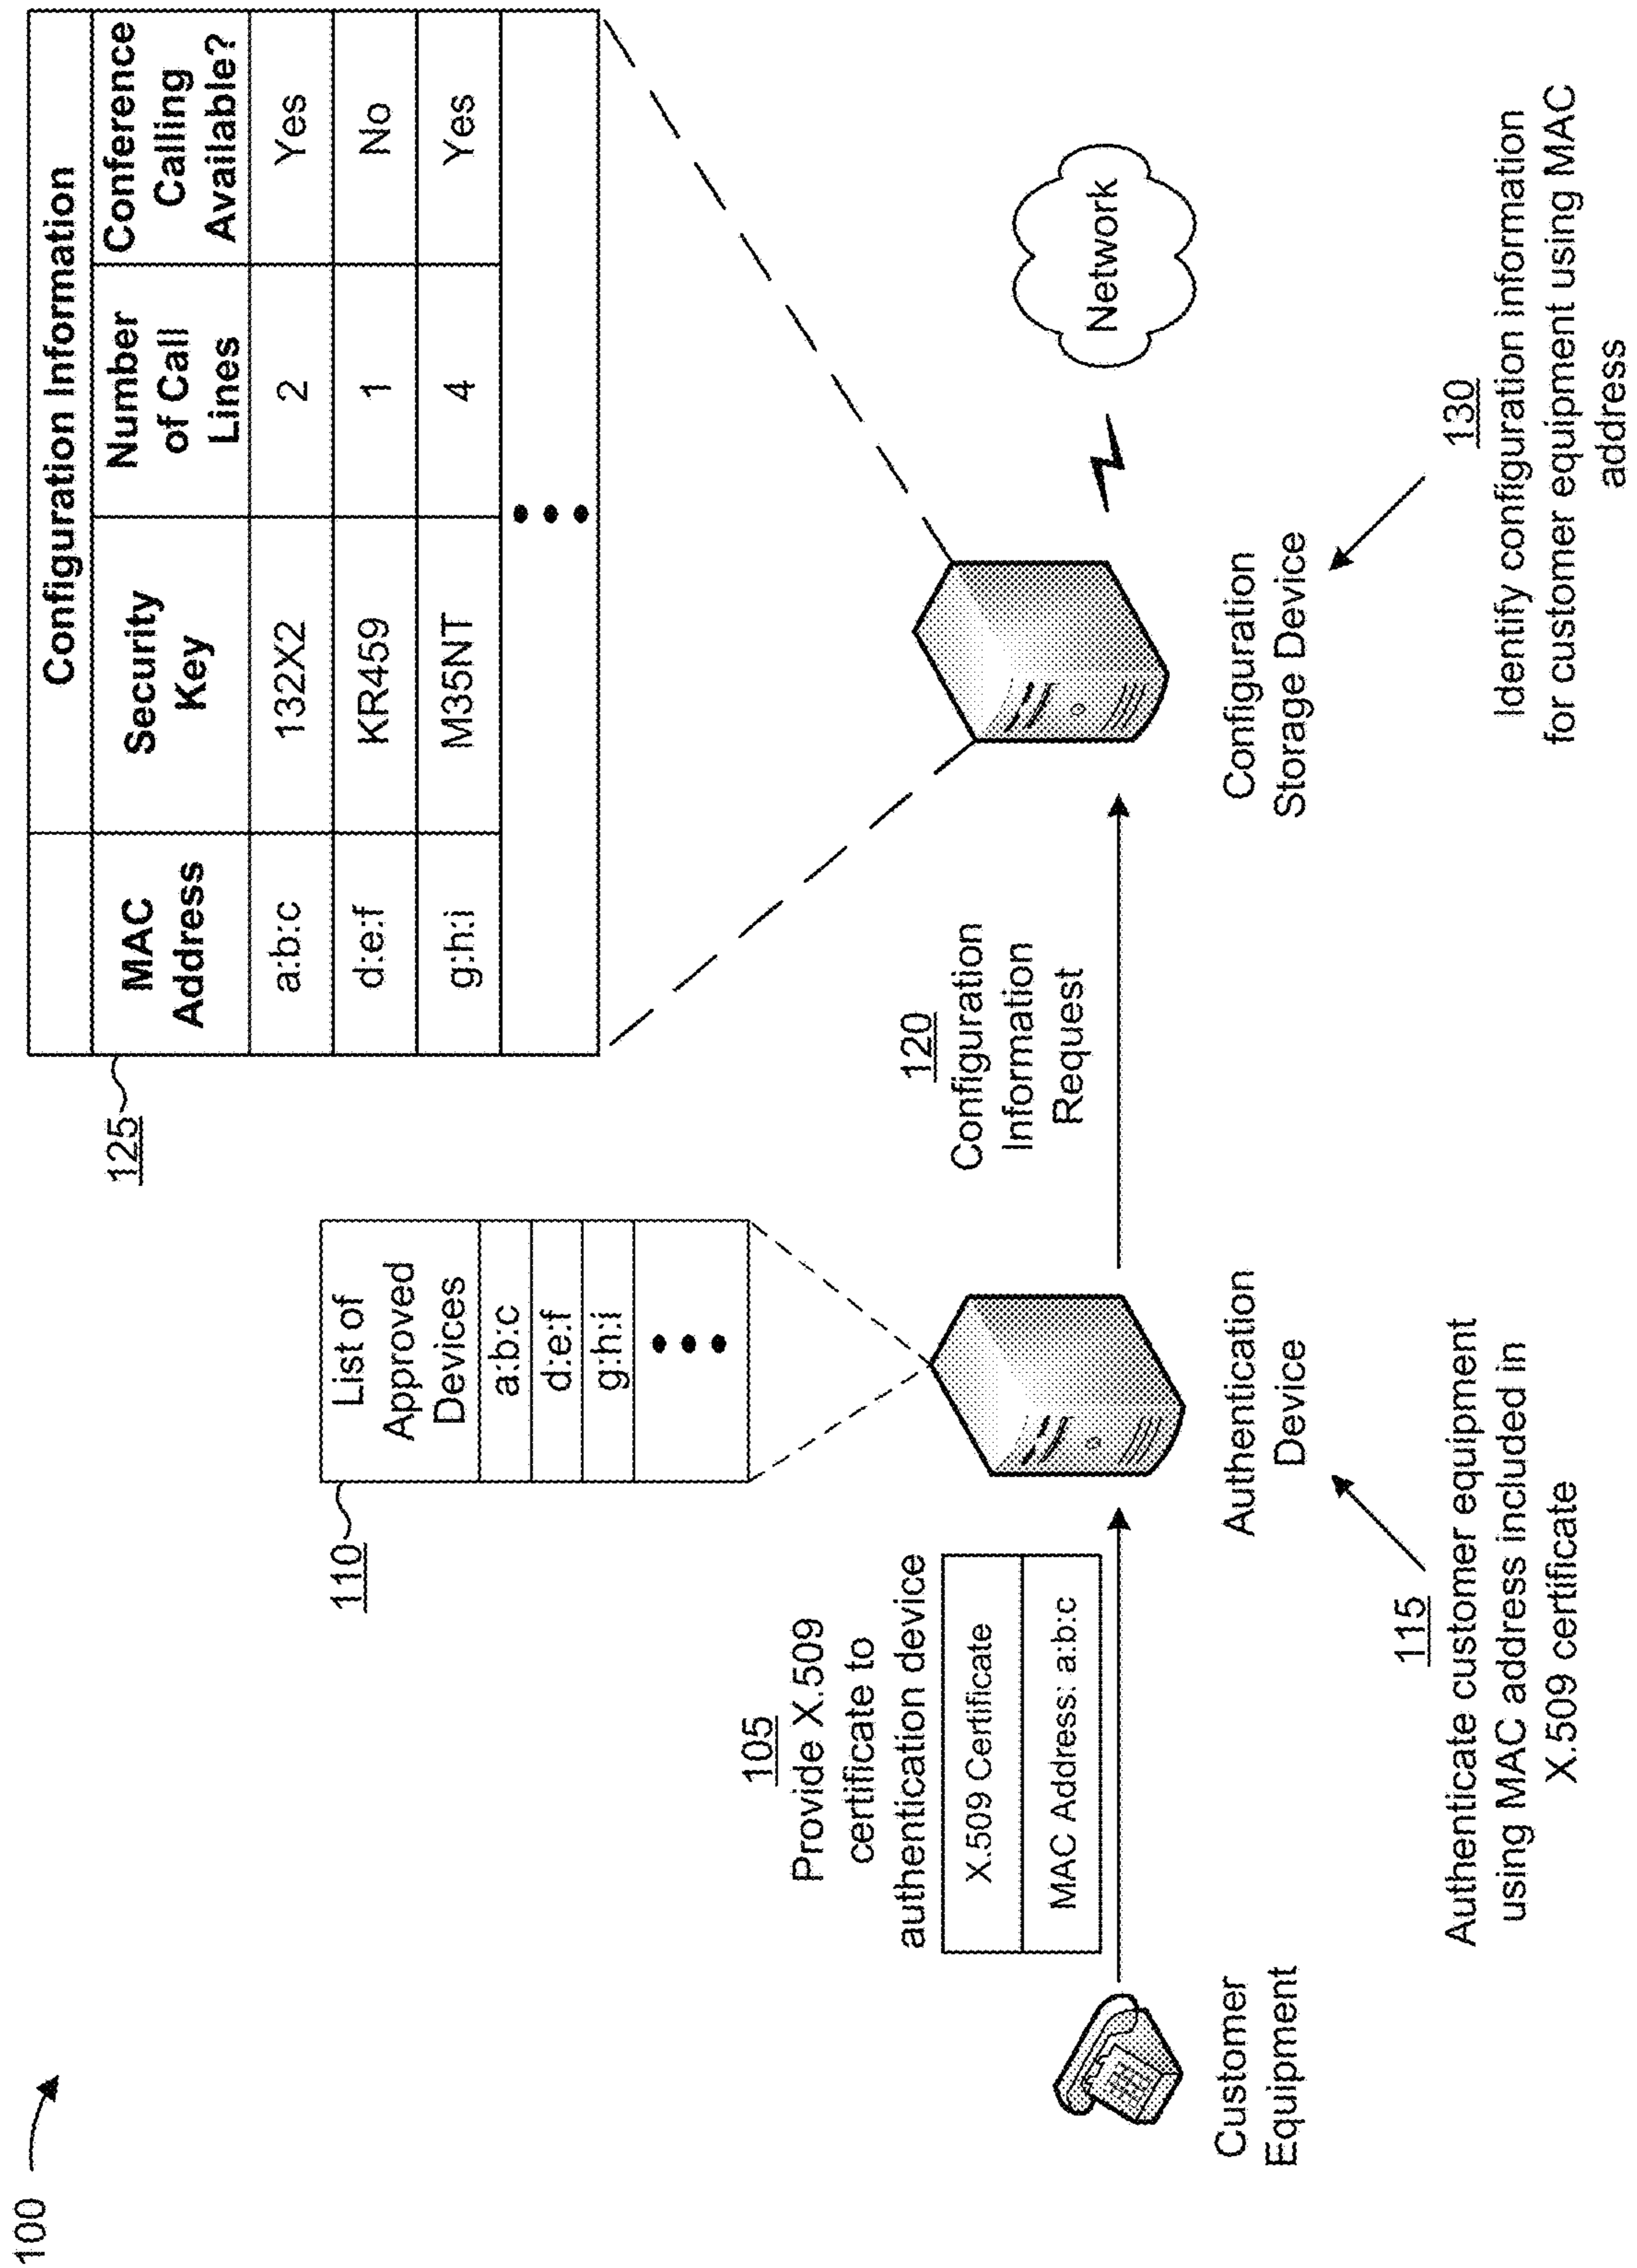 100
125
Configuration Information
MAC Address Security Key Number of Call Lines Conference Calling Available?
a:b:c 132X2 2 Yes
d:e:f KR459 1 No
g:h:i M35NT 4 Yes
110
List of
Approved
Devices
a:b:c
d:e:f
g:h:i
105
Provide X.509
certificate to
authentication device
X.509 Certificate
MAC Address: a:b:c
120
Configuration
Information
Request
Network
Customer
Equipment
Authentication
Device
Configuration
Storage Device
115
Authenticate customer equipment
using MAC address included in
X.509 certificate
130
Identify configuration information
for customer equipment using MAC
address